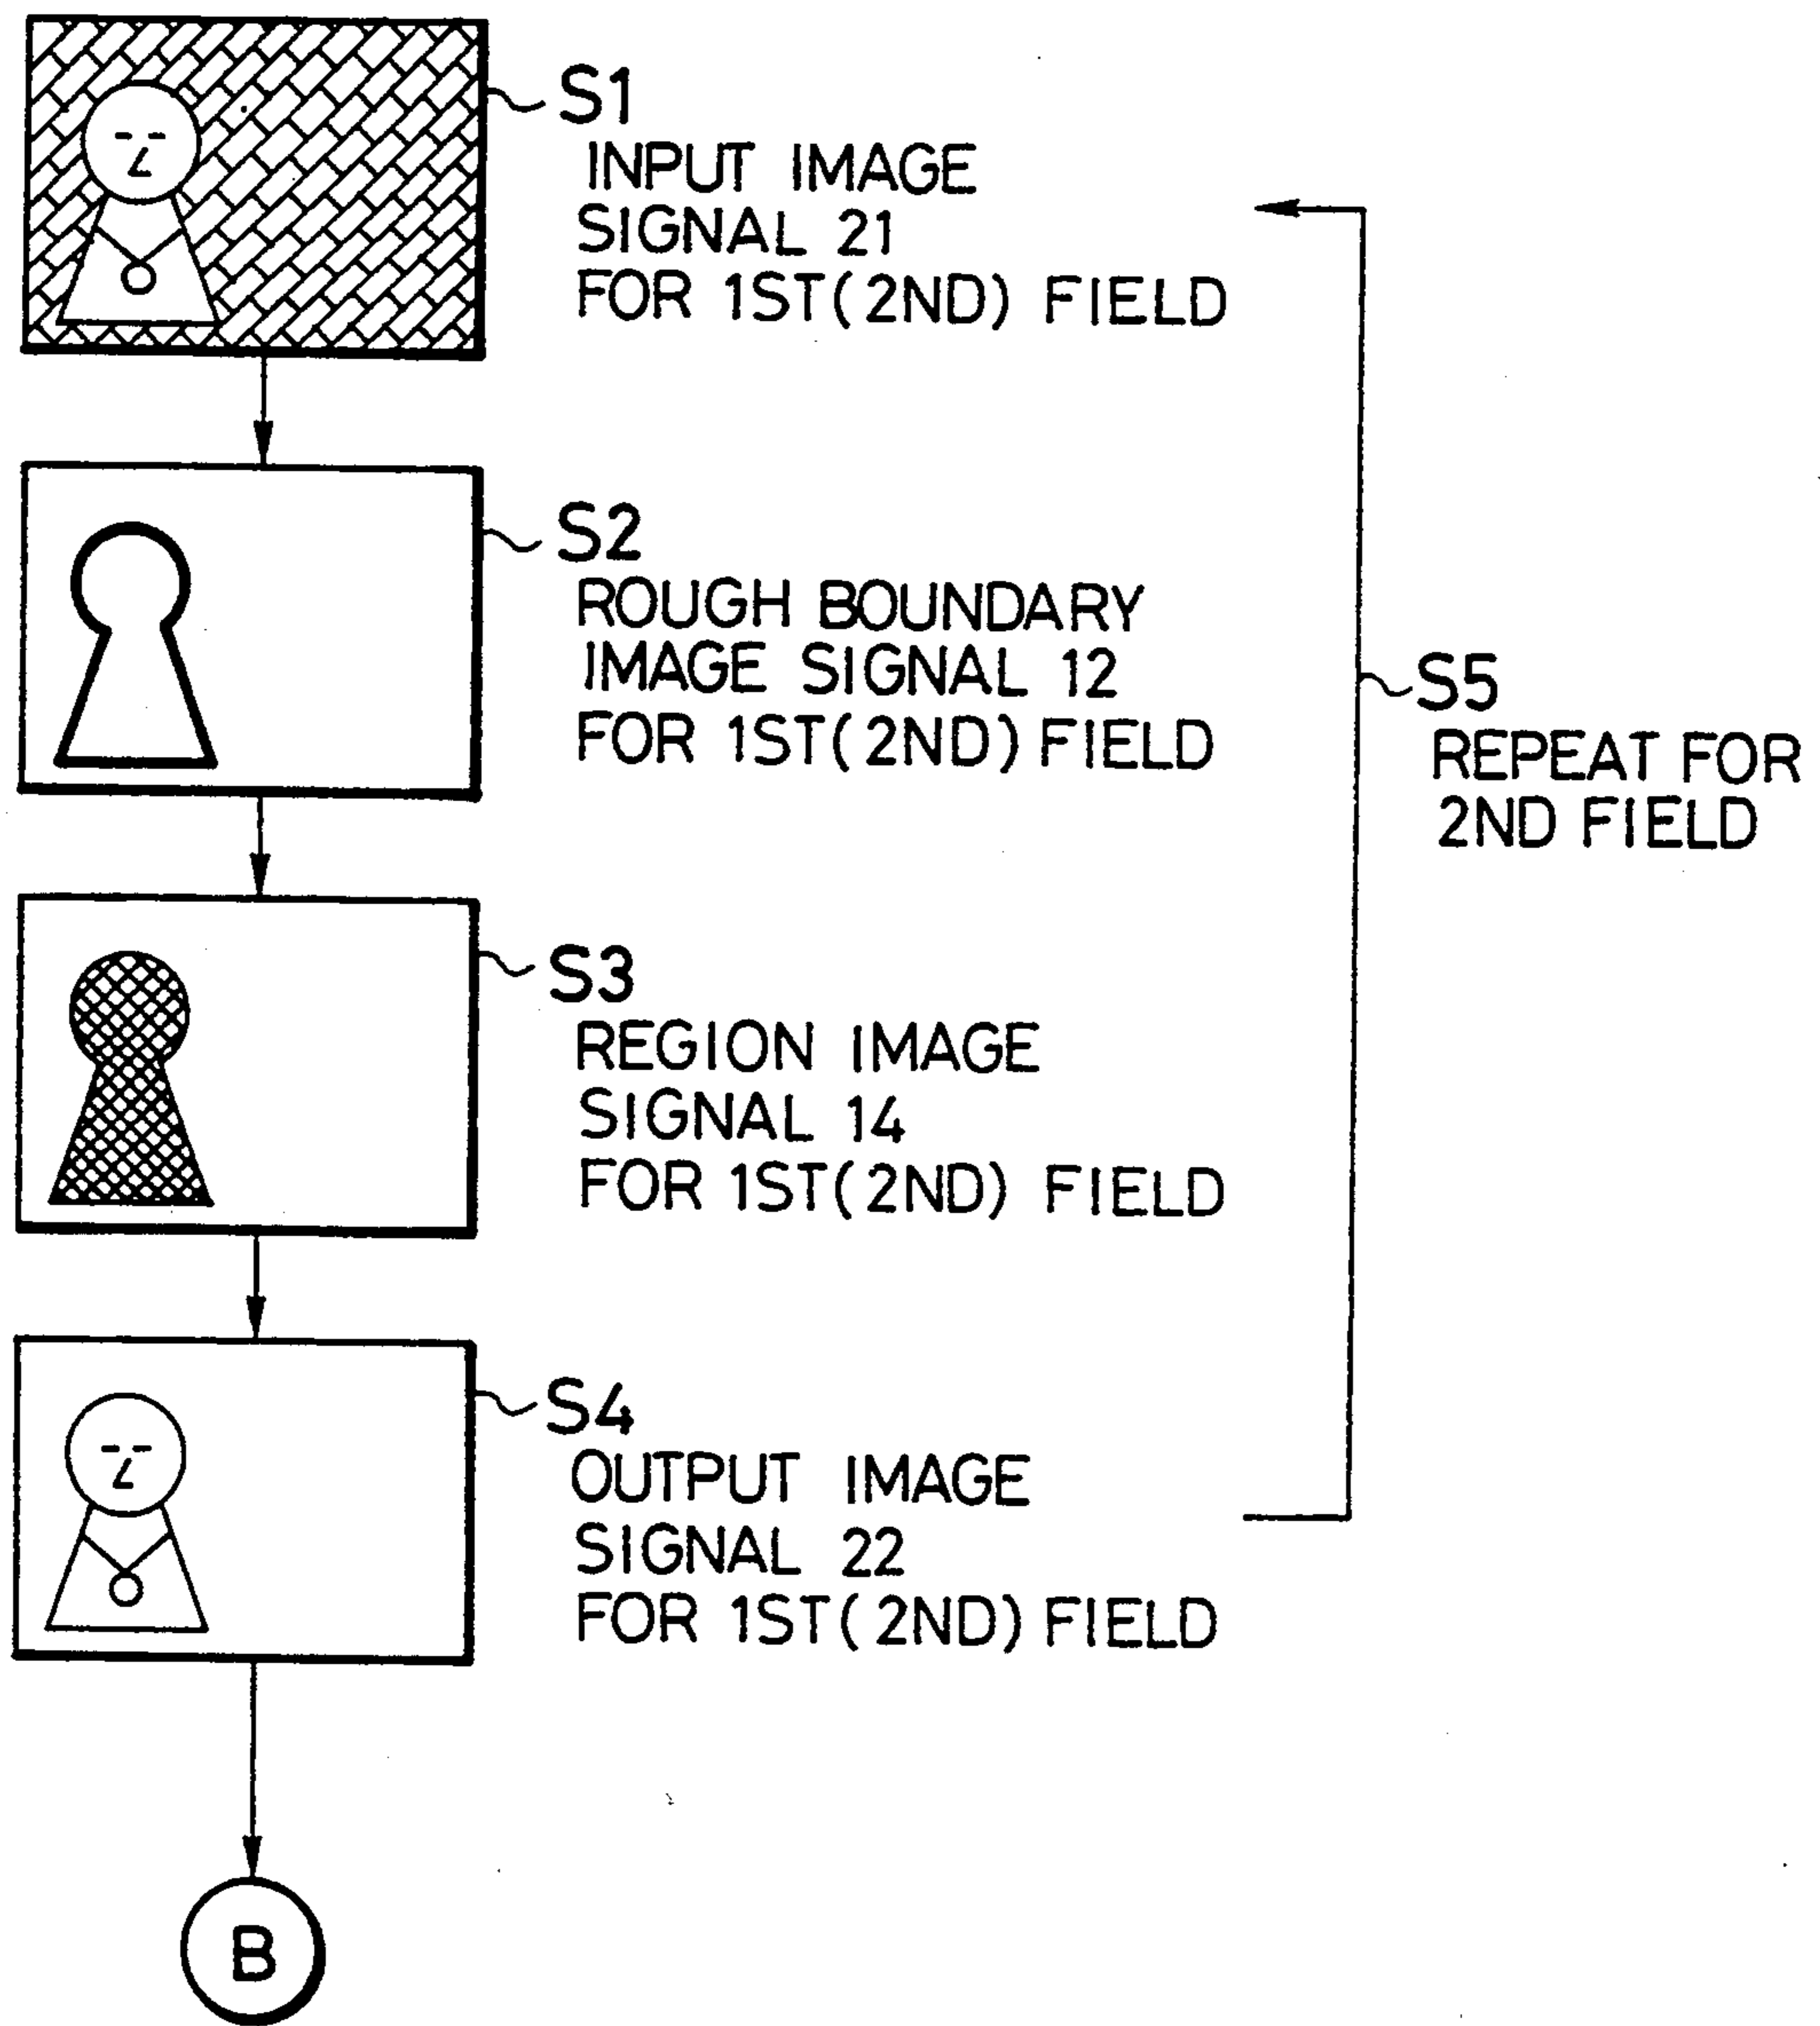 S1
INPUT IMAGE
SIGNAL 21
FOR 1ST(2ND) FIELD
S2
ROUGH BOUNDARY
IMAGE SIGNAL 12
FOR 1ST(2ND) FIELD
S5
REPEAT FOR
2ND FIELD
S3
REGION IMAGE
SIGNAL 14
FOR 1ST(2ND) FIELD
S4
OUTPUT IMAGE
SIGNAL 22
FOR 1ST(2ND) FIELD
B